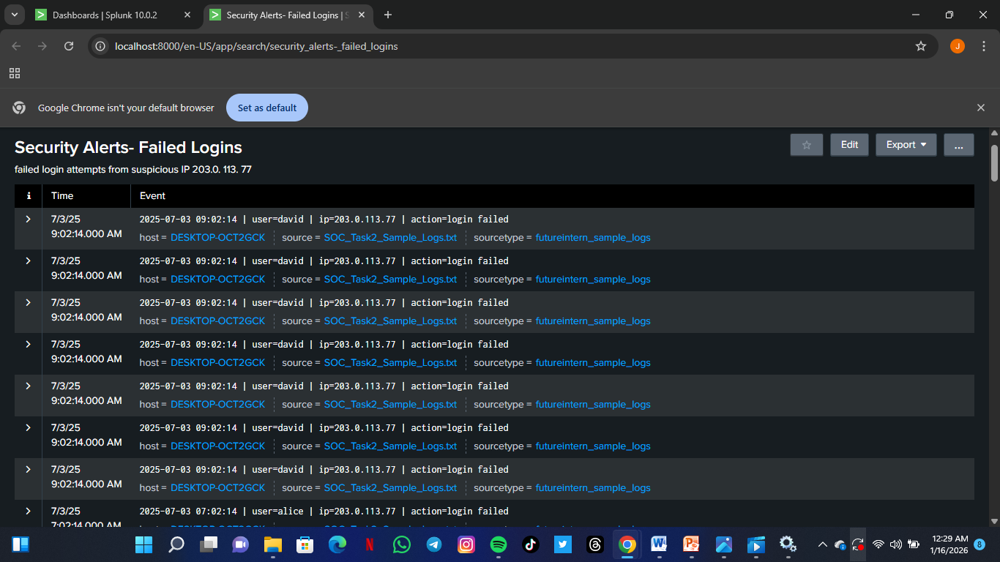 Dashboards | Splunk 10.0.2
Security Alerts- Failed Logins |
localhost:8000/en-US/app/search/security_alerts-_failed_logins
J
Google Chrome isn't your default browser
Set as default
Security Alerts- Failed Logins
Edit
Export
...
failed login attempts from suspicious IP 203.0. 113. 77
i Time Event
7/3/25 2025-07-03 09:02:14 | user=david | ip=203.0.113.77 | action=login failed
9:02:14.000 AM host = DESKTOP-OCT2GCK source = SOC_Task2_Sample_Logs.txt sourcetype = futureintern_sample_logs
7/3/25 2025-07-03 09:02:14 | user=david | ip=203.0.113.77 | action=login failed
9:02:14.000 AM host = DESKTOP-OCT2GCK source = SOC_Task2_Sample_Logs.txt sourcetype = futureintern_sample_logs
7/3/25 2025-07-03 09:02:14 | user=david | ip=203.0.113.77 | action=login failed
9:02:14.000 AM host = DESKTOP-OCT2GCK source = SOC_Task2_Sample_Logs.txt sourcetype = futureintern_sample_logs
7/3/25 2025-07-03 09:02:14 | user=david | ip=203.0.113.77 | action=login failed
9:02:14.000 AM host = DESKTOP-OCT2GCK source = SOC_Task2_Sample_Logs.txt sourcetype = futureintern_sample_logs
7/3/25 2025-07-03 09:02:14 | user=david | ip=203.0.113.77 | action=login failed
9:02:14.000 AM host = DESKTOP-OCT2GCK source = SOC_Task2_Sample_Logs.txt sourcetype = futureintern_sample_logs
7/3/25 2025-07-03 09:02:14 | user=david | ip=203.0.113.77 | action=login failed
9:02:14.000 AM host = DESKTOP-OCT2GCK source = SOC_Task2_Sample_Logs.txt sourcetype = futureintern_sample_logs
7/3/25 2025-07-03 09:02:14 | user=david | ip=203.0.113.77 | action=login failed
9:02:14.000 AM host = DESKTOP-OCT2GCK source = SOC_Task2_Sample_Logs.txt sourcetype = futureintern_sample_logs
7/3/25 2025-07-03 07:02:14 | user=alice | ip=203.0.113.77 | action=login failed
7:02:14.000 AM
12:29 AM
1/16/2026
8